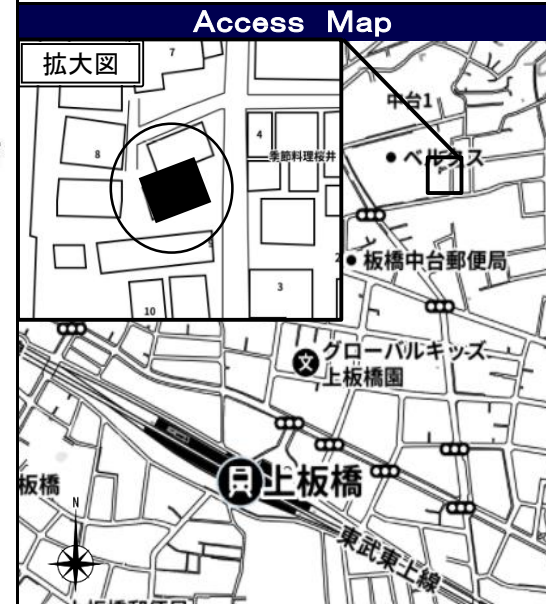 Access Map
拡大図
7
8
4
季節料理桜井
3
10
中台1
ベルクス
板橋中台郵便局
グローバルキッズ
上板橋園
上板橋
板橋
東武東上線
N